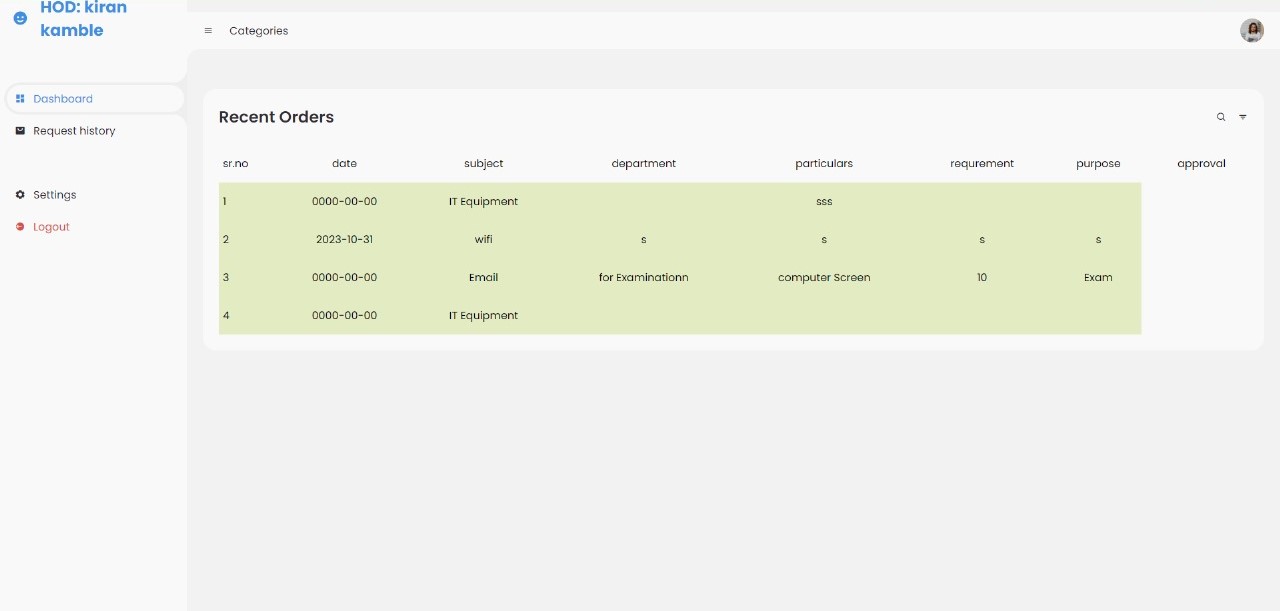 HOD: kiran
kamble
Categories
Dashboard
Request history
Settings
Logout
Recent Orders
sr.no date subject department particulars requrement purpose approval
1 0000-00-00 IT Equipment sss
2 2023-10-31 wifi s s s s
3 0000-00-00 Email for Examinationn computer Screen 10 Exam
4 0000-00-00 IT Equipment